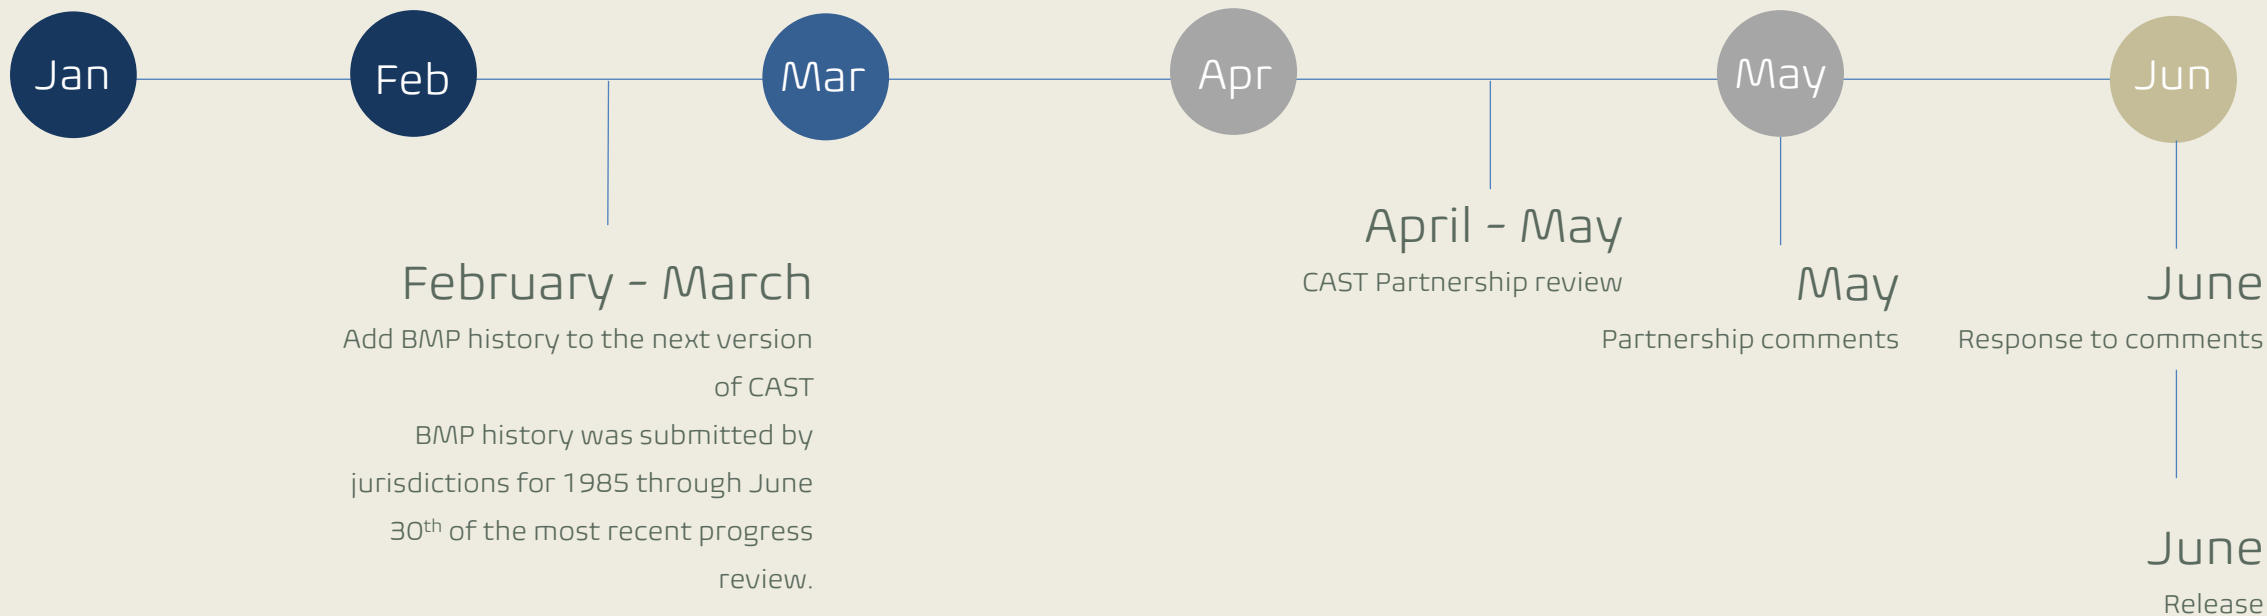 Jan
Feb
Mar
Apr
May
Jun
February - March
Add BMP history to the next version
of CAST
BMP history was submitted by
jurisdictions for 1985 through June
30th of the most recent progress
review.
April - May
CAST Partnership review
May
Partnership comments
June
Response to comments
June
Release